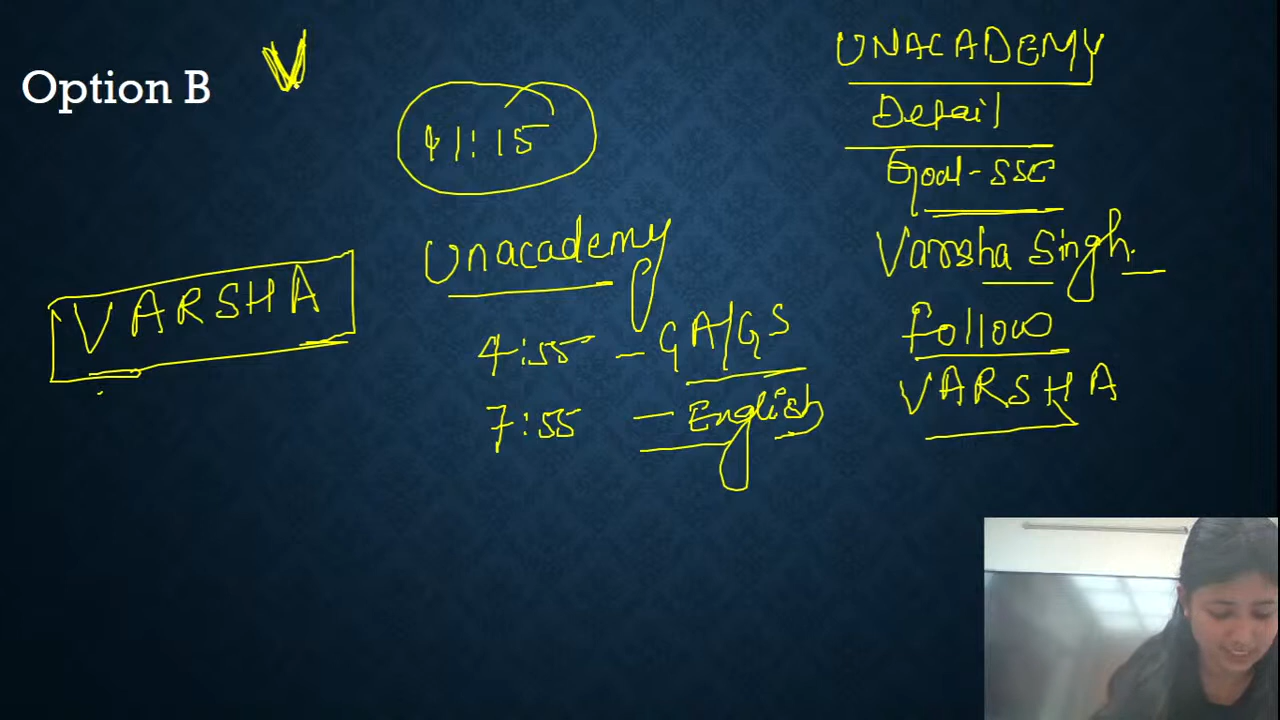 Option B
V
11:15
Unacademy
4:55 - GA/GS
7:55 - English
VARSHA
UNACADEMY
Detail
Goal - SSC
Varsha Singh.
follow
VARSHA